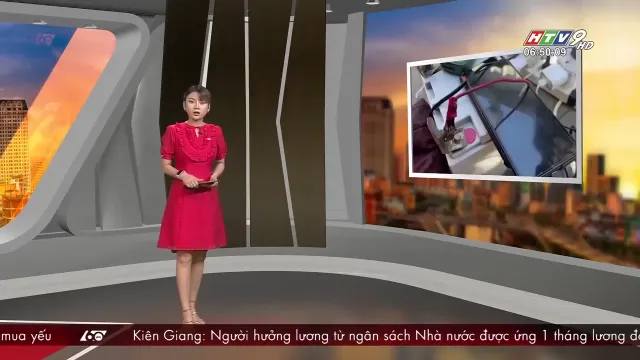 HTV9 HD
06:50:09
mua yếu 60 Kiên Giang: Người hưởng lương từ ngân sách Nhà nước được ứng 1 tháng lương